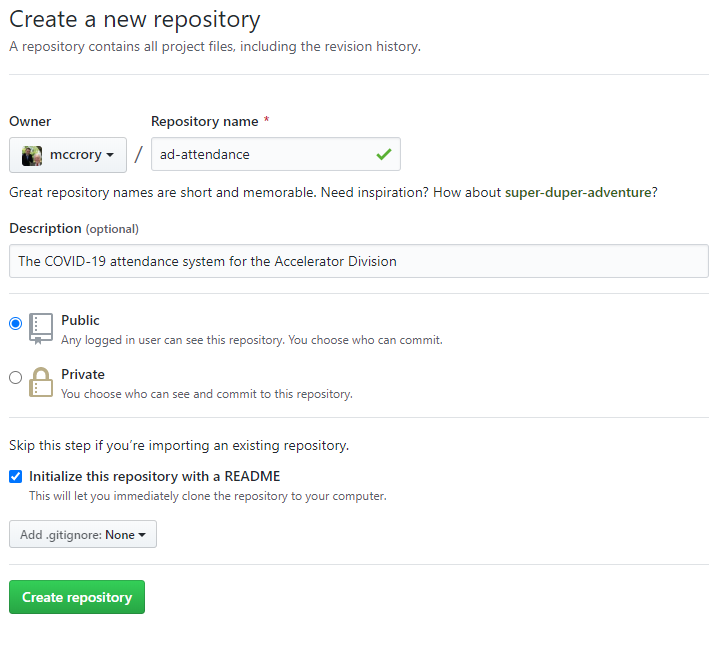 Create a new repository
A repository contains all project files, including the revision history.
Owner
Repository name *
mccrory
/
ad-attendance
Great repository names are short and memorable. Need inspiration? How about super-duper-adventure?
Description (optional)
The COVID-19 attendance system for the Accelerator Division
Public
Any logged in user can see this repository. You choose who can commit.
Private
You choose who can see and commit to this repository.
Skip this step if you’re importing an existing repository.
Initialize this repository with a README
This will let you immediately clone the repository to your computer.
Add .gitignore: None
Create repository